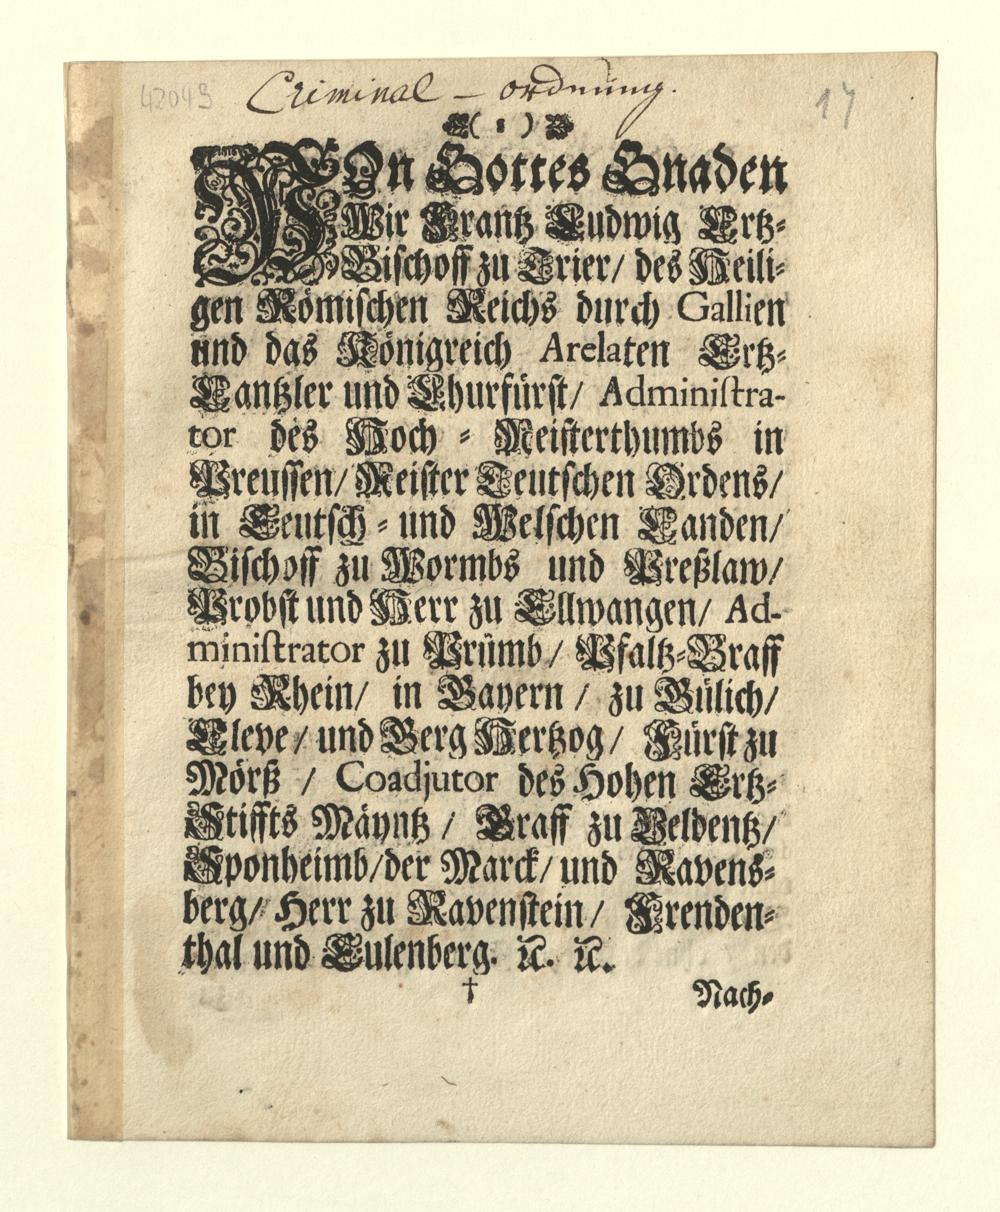 42049
Criminal – ordnung.
17
( 1 )
VOn Gottes Gnaden
Wir Frantz Ludwig Ertz-
Bischoff zu Trier/ des Heili-
gen Römischen Reichs durch Gallien
und das Königreich Arelaten Ertz-
Cantzler und Churfürst/ Administra-
tor des Hoch-Meisterthumbs in
Preussen/ Meister Teutschen Ordens/
in Teutsch- und Welschen Landen/
Bischoff zu Wormbs und Preßlaw/
Probst und Herr zu Ellwangen/ Ad-
ministrator zu Prümb/ Pfaltz-Graff
bey Rhein/ in Bayern / zu Gülich/
Cleve/ und Berg Hertzog/ Fürst zu
Mörß / Coadjutor des Hohen Ertz-
Stiffts Mäyntz / Graff zu Veldentz/
Sponheimb/der Marck/ und Ravens-
berg/ Herr zu Ravenstein/ Freuden-
thal und Eulenberg. ꝛc. ꝛc.
†
Nach-